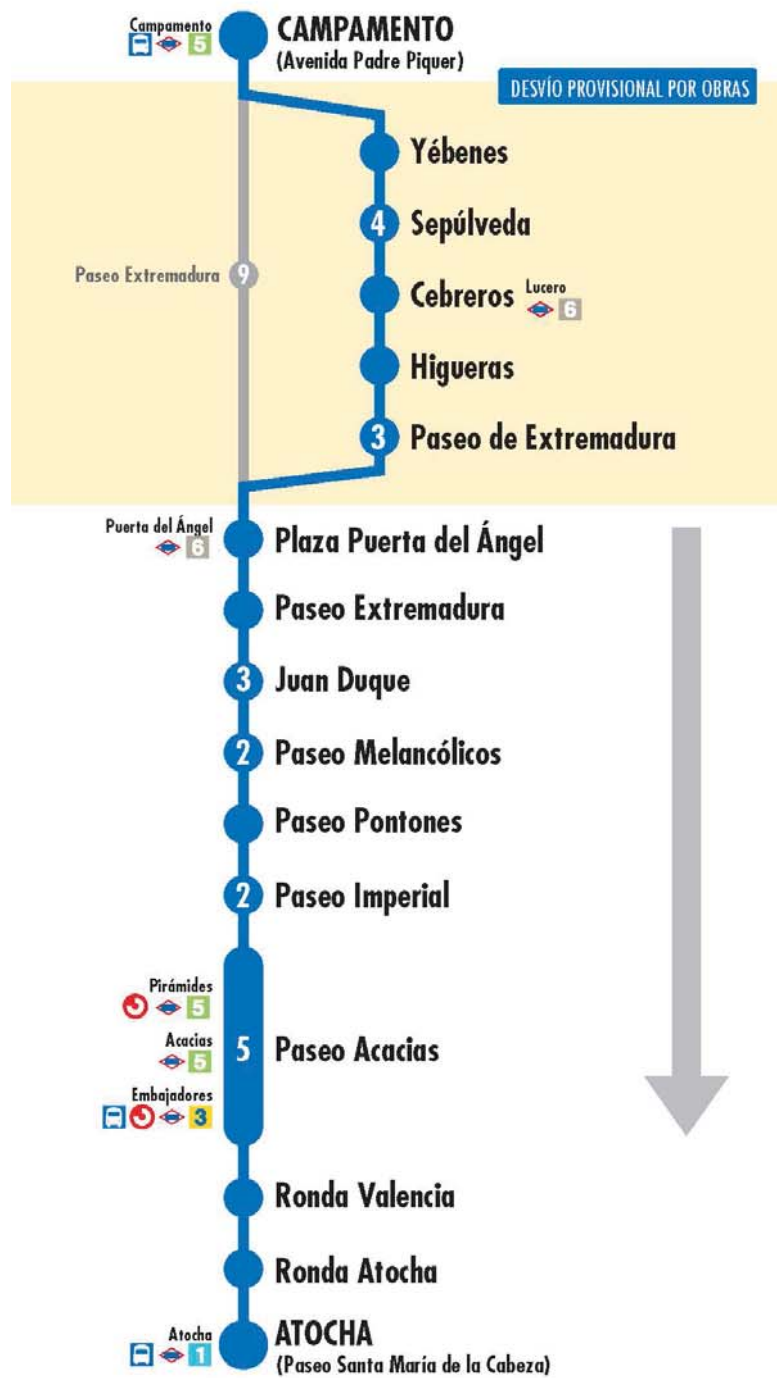 Campamento
5
CAMPAMENTO
(Avenida Padre Piquer)
DESVÍO PROVISIONAL POR OBRAS
Yébenes
4 Sepúlveda
Paseo Extremadura 9
Cebreros
Lucero
6
Higueras
3 Paseo de Extremadura
Puerta del Ángel
6
Plaza Puerta del Ángel
Paseo Extremadura
3 Juan Duque
2 Paseo Melancólicos
Paseo Pontones
2 Paseo Imperial
Pirámides
5
Acacias
5
5 Paseo Acacias
Embajadores
3
Ronda Valencia
Ronda Atocha
Atocha
1
ATOCHA
(Paseo Santa María de la Cabeza)